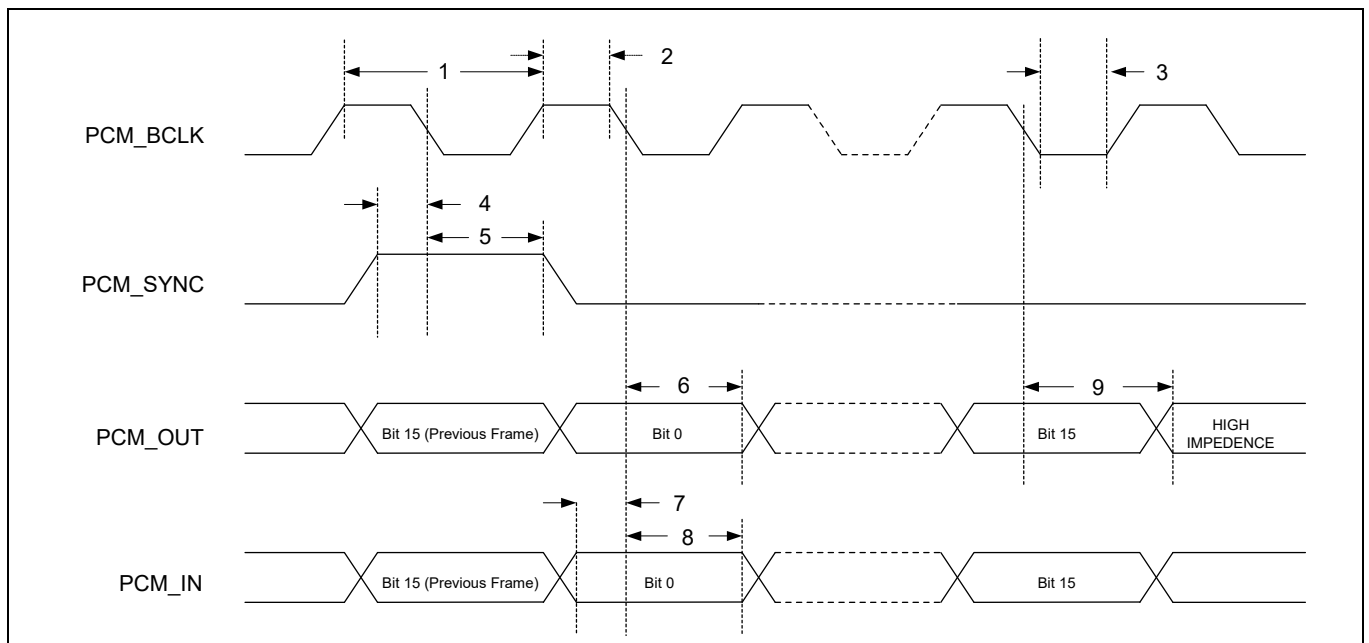 1
2
3
PCM_BCLK
4
5
PCM_SYNC
6
9
PCM_OUT
Bit 15 (Previous Frame)
Bit 0
Bit 15
HIGH
IMPEDENCE
7
8
PCM_IN
Bit 15 (Previous Frame)
Bit 0
Bit 15